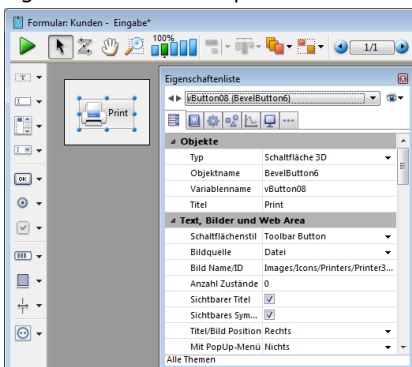 Formular: Kunden - Eingabe*
100%
1/1
Print
Eigenschaftenliste
vButton08 (BevelButton6)
Objekte
Typ Schaltfläche 3D
Objektname BevelButton6
Variablenname vButton08
Titel Print
Text, Bilder und Web Area
Schaltflächenstil Toolbar Button
Bildquelle Datei
Bild Name/ID Images/Icons/Printers/Printer3...
Anzahl Zustände 0
Sichtbarer Titel
Sichtbares Sym...
Titel/Bild Position Rechts
Mit PopUp-Menü Nichts
Alle Themen
OK